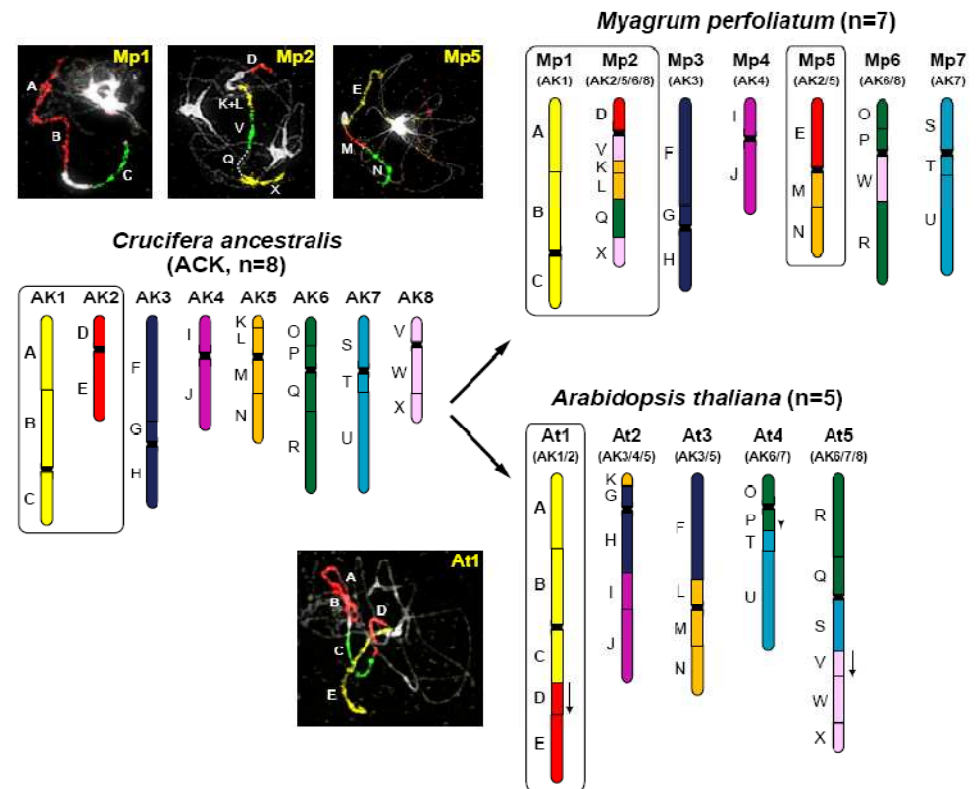 Myagrum perfoliatum (n=7)
Mp1
Mp2
Mp5
A
B
C
D
K+L
V
Q
X
E
M
N
Mp1 Mp2 Mp3 Mp4 Mp5 Mp6 Mp7
(AK1) (AK2/5/6/8) (AK3) (AK4) (AK2/5) (AK6/8) (AK7)
A
B
C
D
V
K
L
Q
X
F
G
H
I
J
E
M
N
O
P
W
R
S
T
U
Crucifera ancestralis
(ACK, n=8)
AK1 AK2 AK3 AK4 AK5 AK6 AK7 AK8
A
B
C
D
E
F
G
H
I
J
K
L
M
N
O
P
Q
R
S
T
U
V
W
X
Arabidopsis thaliana (n=5)
At1 At2 At3 At4 At5
(AK1/2) (AK3/4/5) (AK3/5) (AK6/7) (AK6/7/8)
A
B
C
D
E
K
G
H
I
J
F
L
M
N
O
P
T
U
R
Q
S
V
W
X
At1
A
B
D
C
E